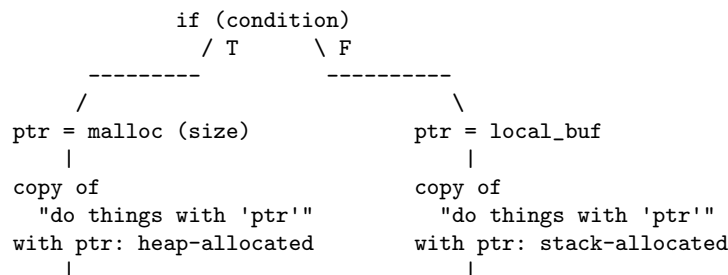 if (condition)
/ T \ F
--------- ----------
/ \
ptr = malloc (size) ptr = local_buf
| |
copy of copy of
"do things with 'ptr'" "do things with 'ptr'"
with ptr: heap-allocated with ptr: stack-allocated
| |